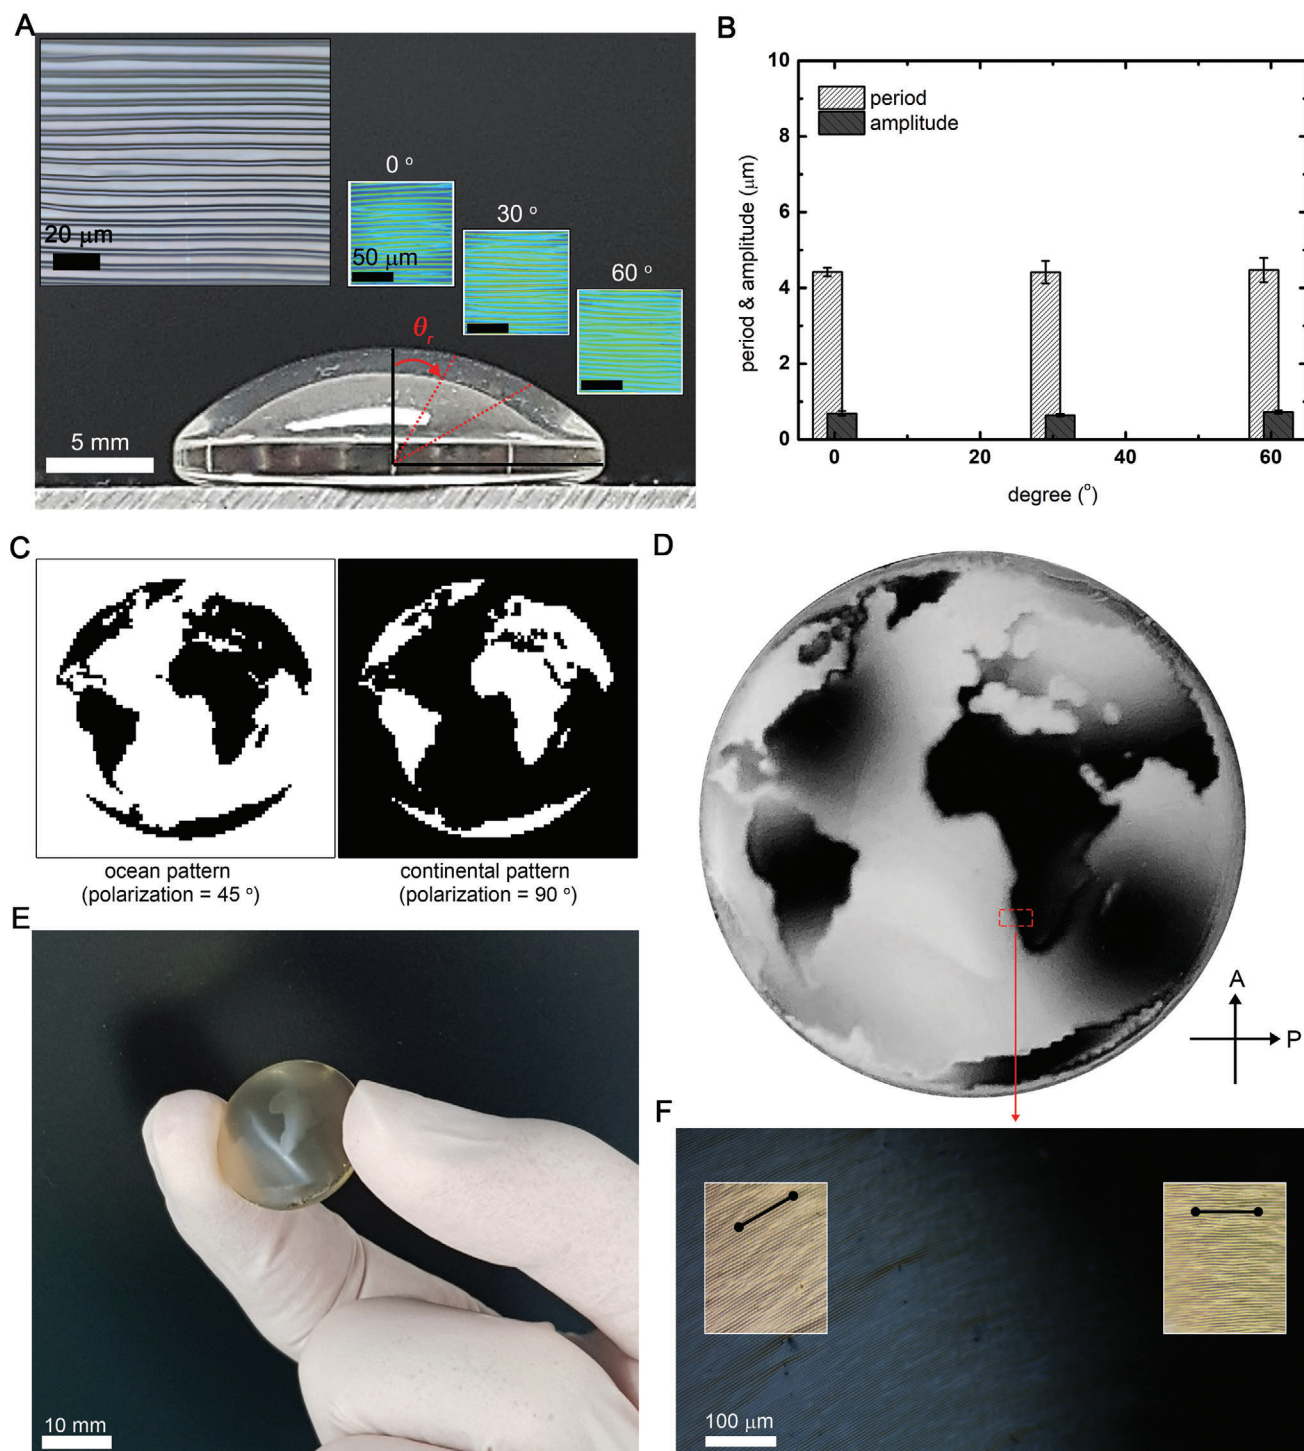 A
20 μm
0 °
50 μm
30 °
60 °
θr
5 mm
B
period & amplitude (μm)
10
8
6
4
2
0
period
amplitude
0
20
40
60
degree (°)
C
ocean pattern
(polarization = 45 °)
continental pattern
(polarization = 90 °)
D
A
P
E
10 mm
F
100 μm